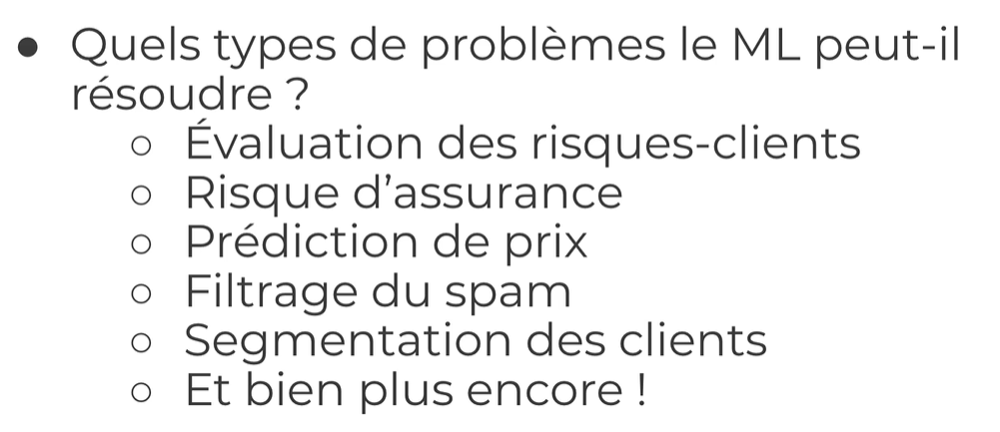 ● Quels types de problèmes le ML peut-il
résoudre ?
○ Évaluation des risques-clients
○ Risque d’assurance
○ Prédiction de prix
○ Filtrage du spam
○ Segmentation des clients
○ Et bien plus encore !